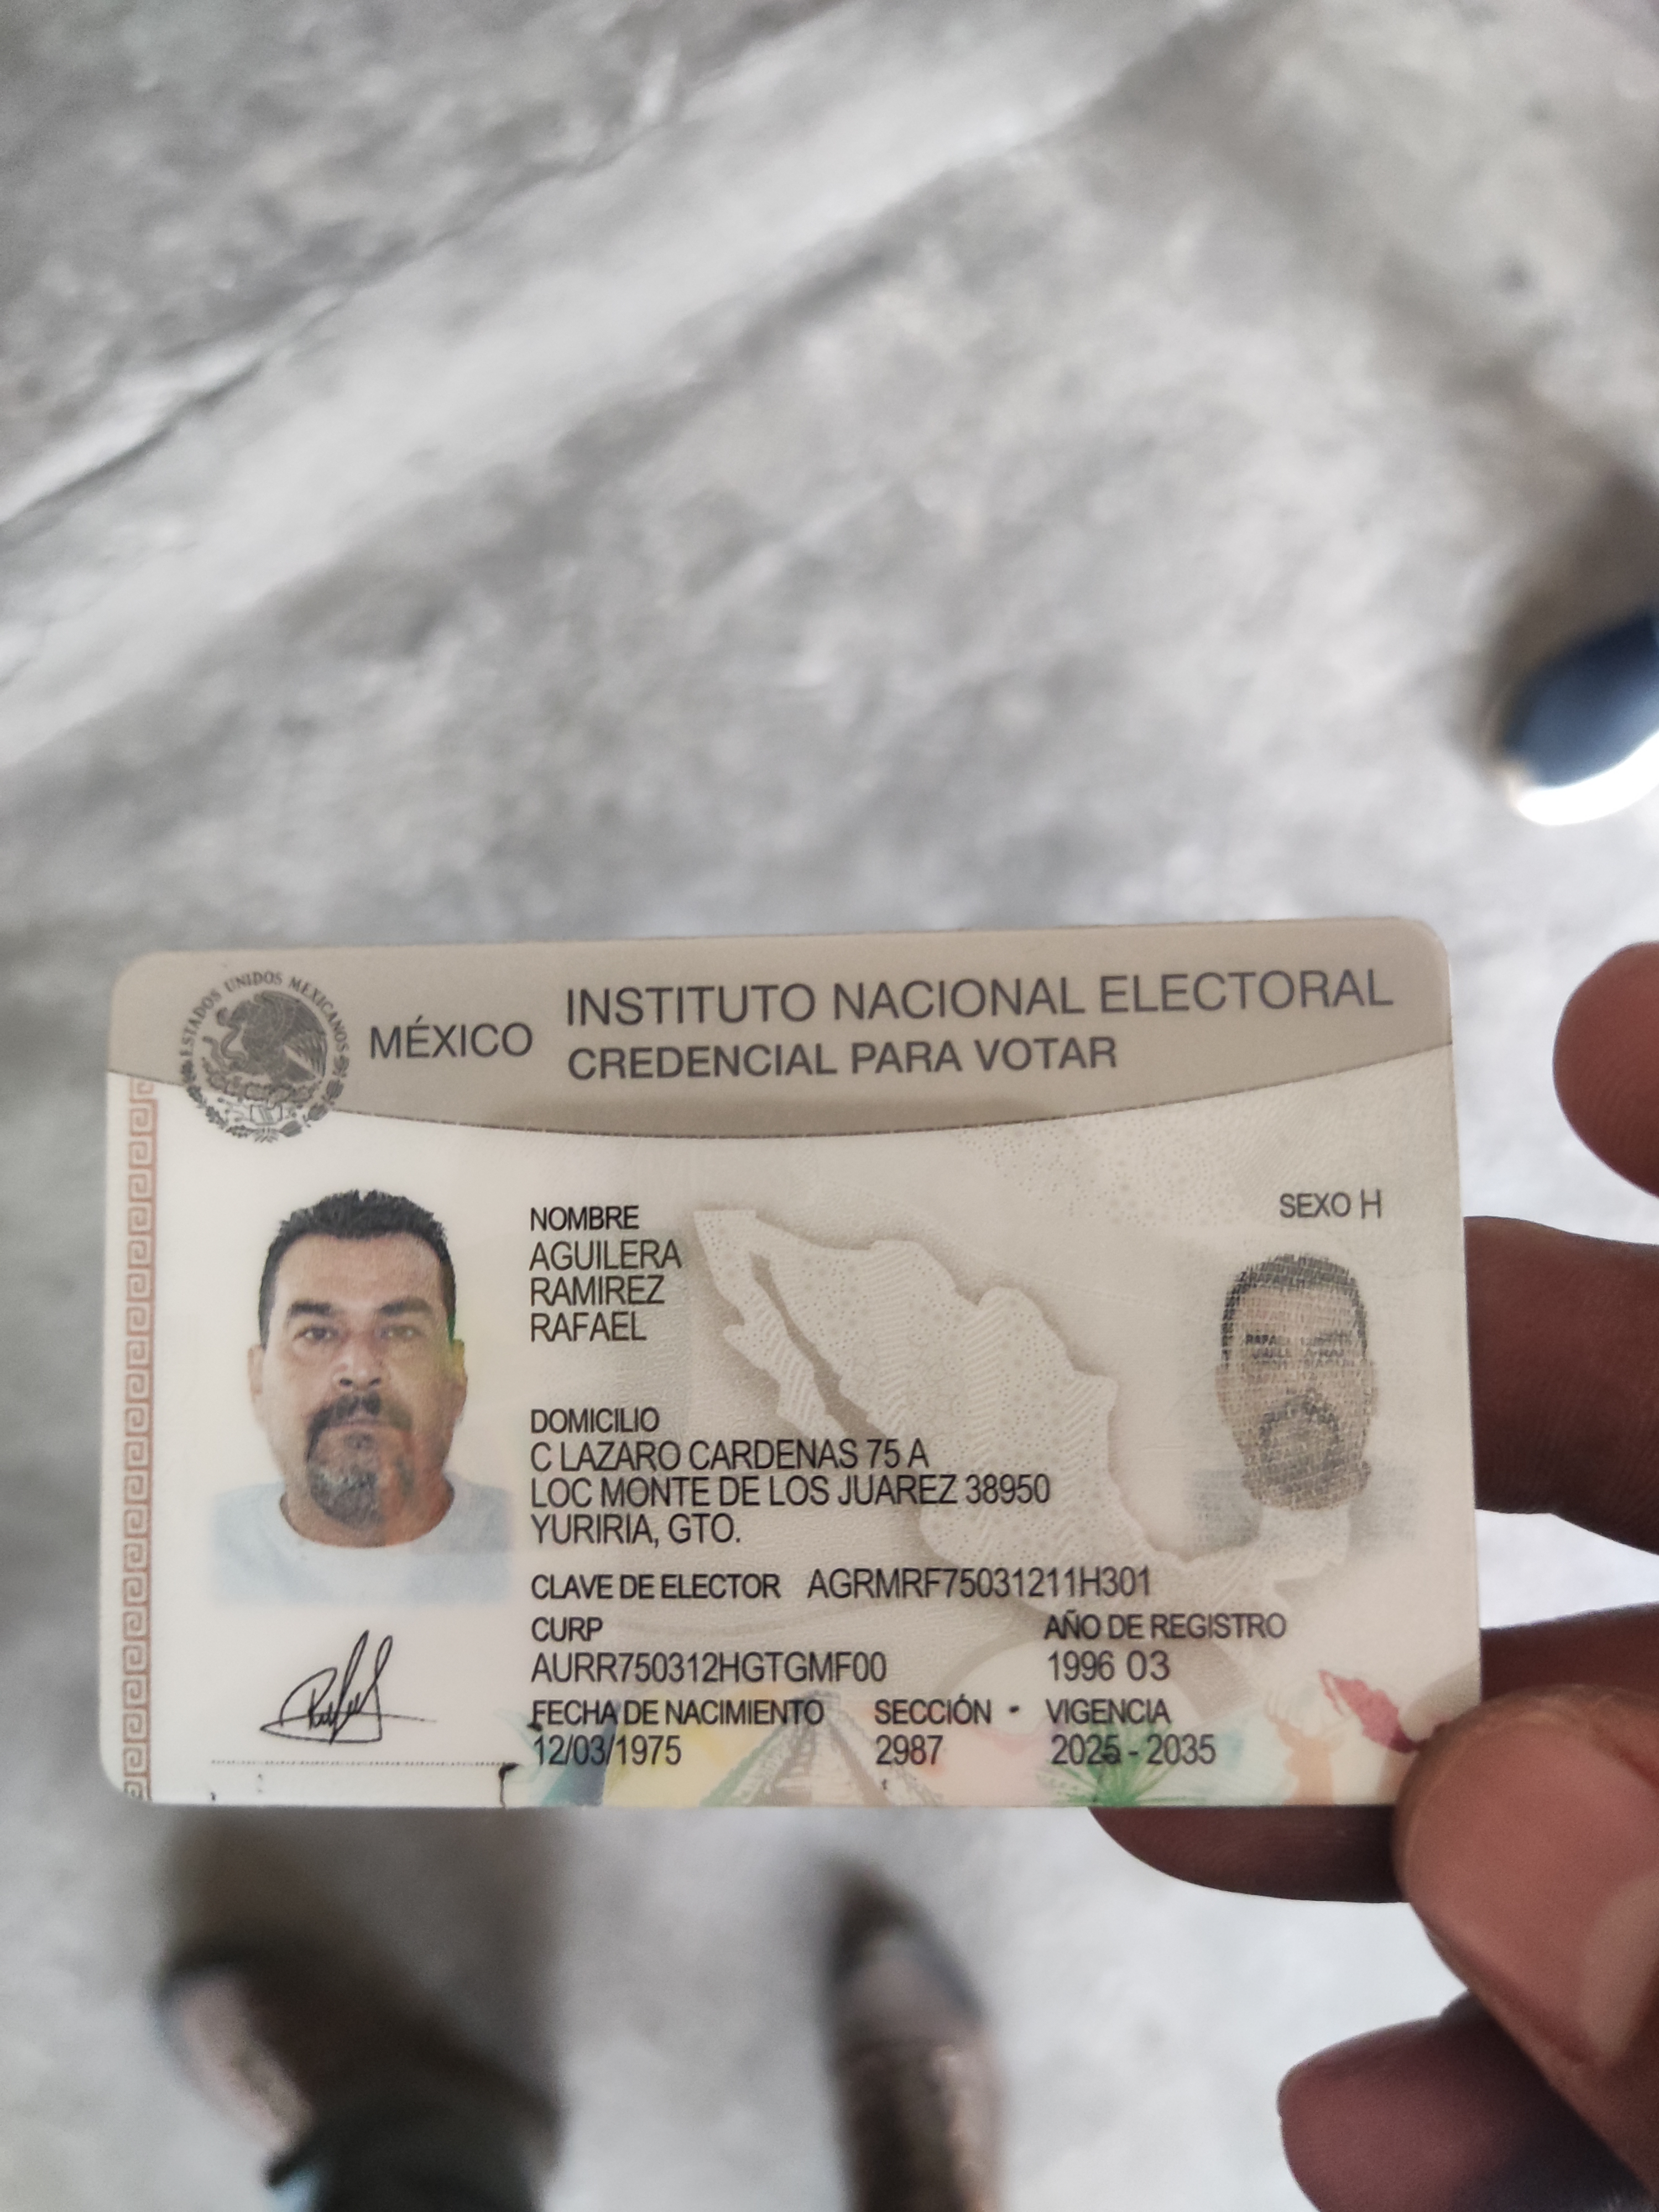 ESTADOS UNIDOS MEXICANOS
MÉXICO
INSTITUTO NACIONAL ELECTORAL
CREDENCIAL PARA VOTAR
SEXO H
NOMBRE
AGUILERA
RAMIREZ
RAFAEL
DOMICILIO
C LAZARO CARDENAS 75 A
LOC MONTE DE LOS JUAREZ 38950
YURIRIA, GTO.
CLAVE DE ELECTOR AGRMRF75031211H301
CURP
AURR750312HGTGMF00
AÑO DE REGISTRO
1996 03
FECHA DE NACIMIENTO
12/03/1975
SECCIÓN
2987
VIGENCIA
2025 - 2035